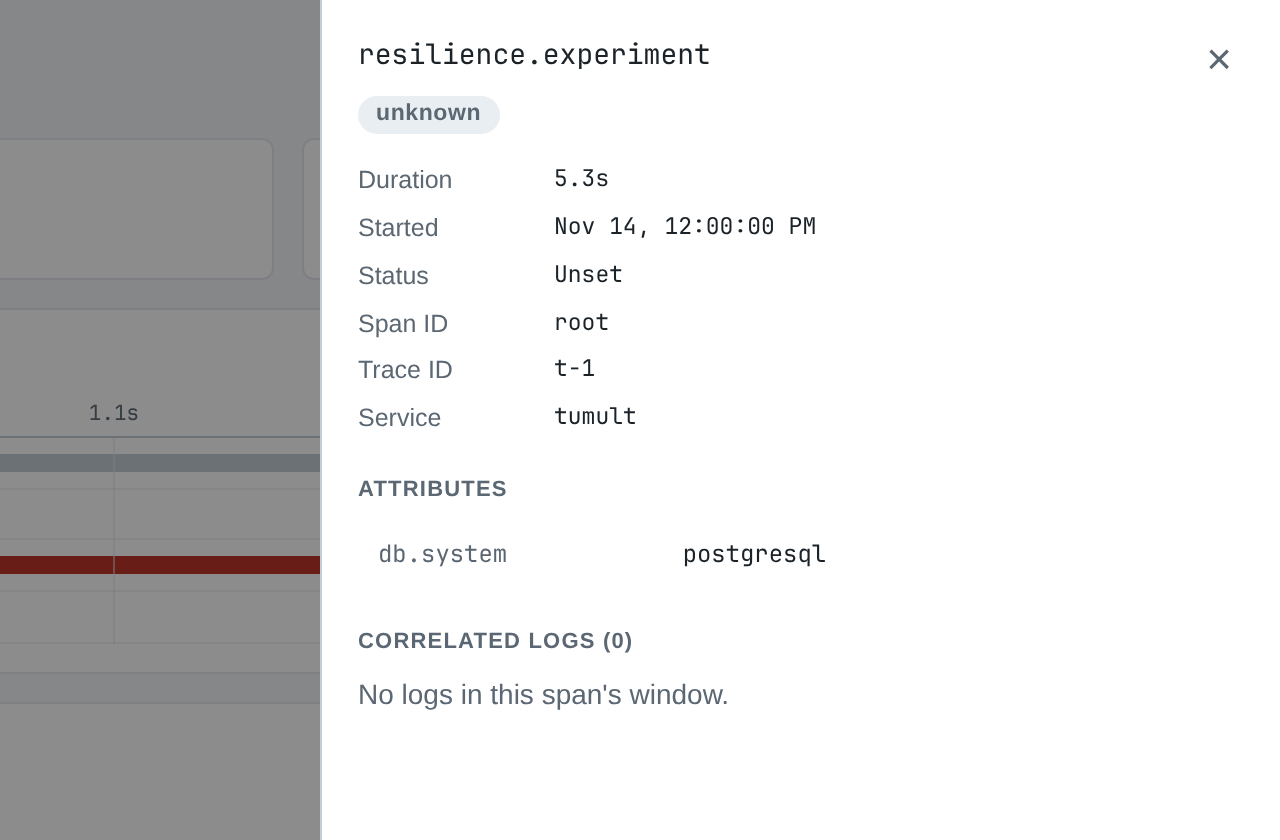 resilience.experiment
unknown
Duration 5.3s
Started Nov 14, 12:00:00 PM
Status Unset
Span ID root
Trace ID t-1
1.1s
Service tumult
ATTRIBUTES
db.system postgresql
CORRELATED LOGS (0)
No logs in this span's window.